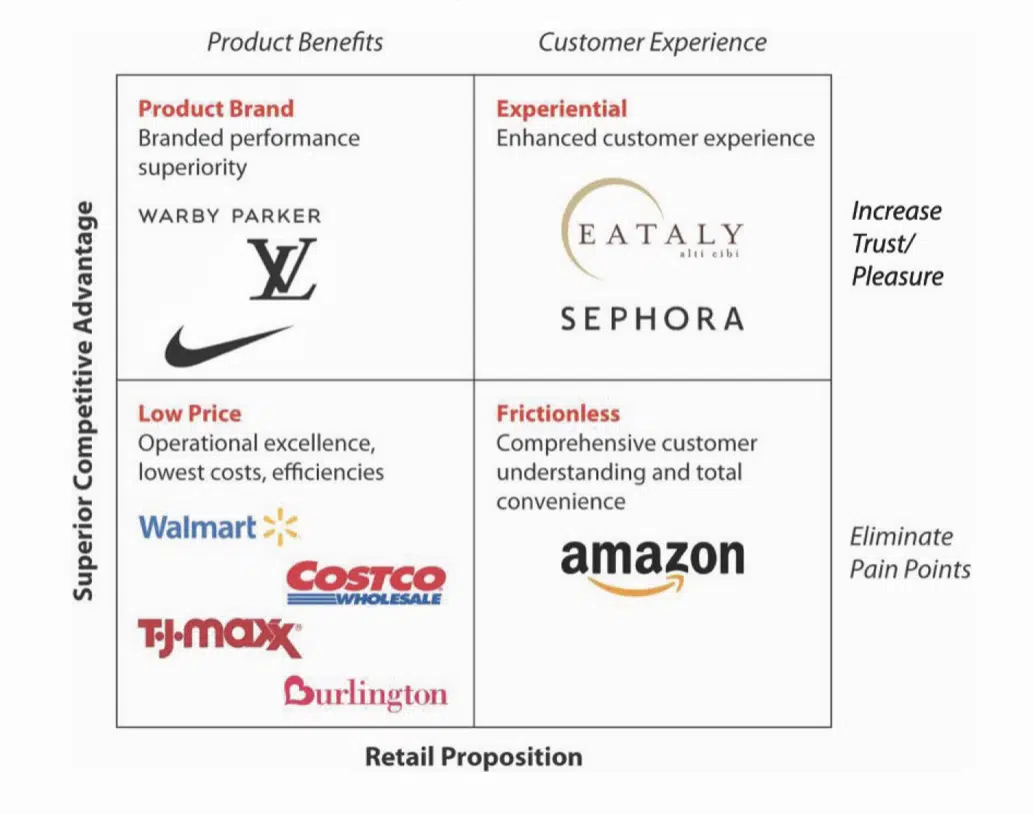 Product Benefits
Customer Experience
Product Brand
Branded performance
superiority
WARBY PARKER
LV
Experiential
Enhanced customer experience
EATALY
alti cibi
SEPHORA
Increase
Trust/
Pleasure
Superior Competitive Advantage
Low Price
Operational excellence,
lowest costs, efficiencies
Walmart
COSTCO
WHOLESALE
T·J·maxx®
Burlington
Frictionless
Comprehensive customer
understanding and total
convenience
amazon
Eliminate
Pain Points
Retail Proposition